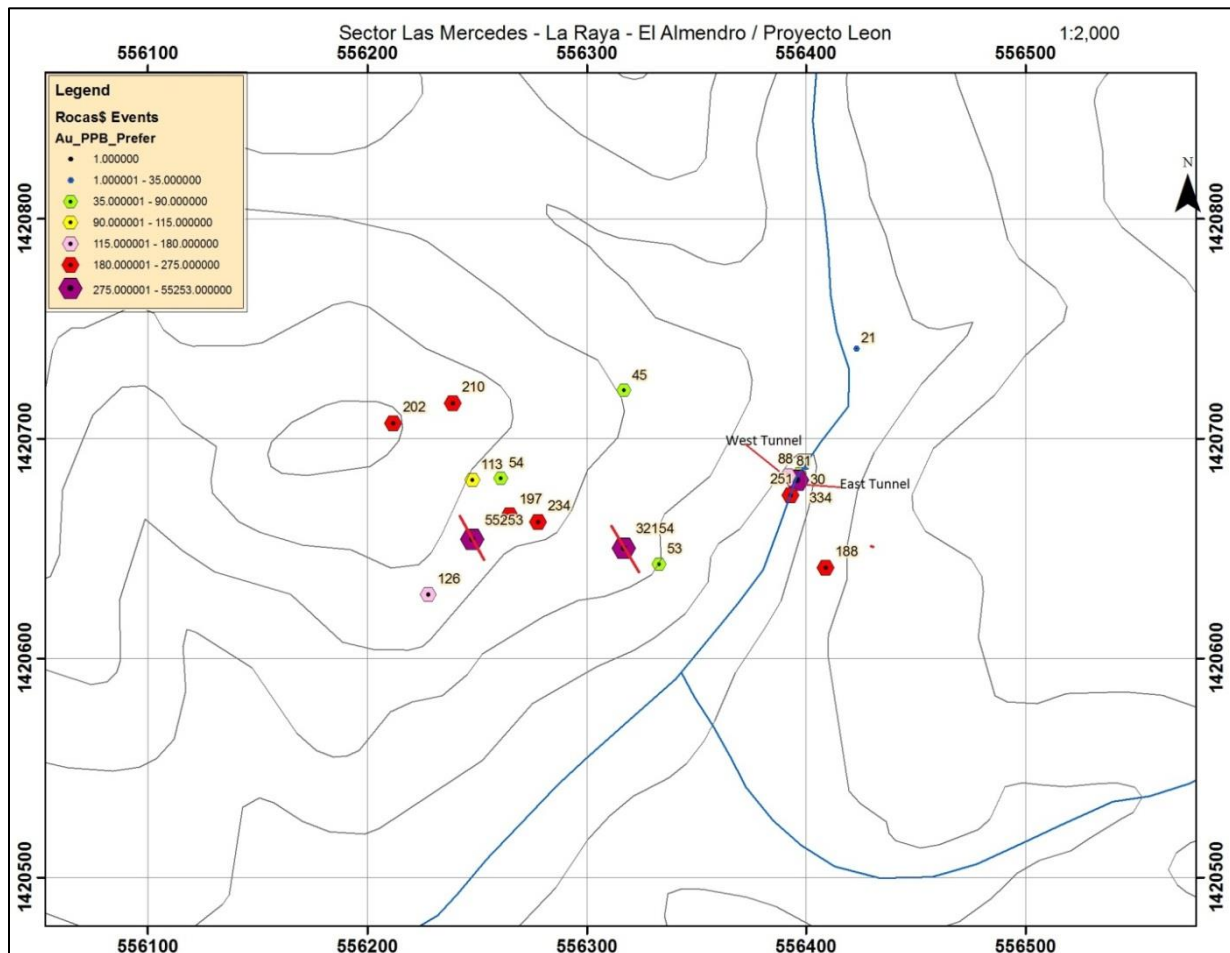 Sector Las Mercedes - La Raya - El Almendro / Proyecto Leon 1:2,000
556100 556200 556300 556400 556500
Legend
Rocas$ Events
Au_PPB_Prefer
1.000000
1.000001 - 35.000000
35.000001 - 90.000000
90.000001 - 115.000000
115.000001 - 180.000000
180.000001 - 275.000000
275.000001 - 55253.000000
N
1420800 1420800
21
45
210
202
1420700 1420700
West Tunnel
113 54 88 81
251 30 East Tunnel
197 234 334
55253 32154
53 188
126
1420600 1420600
1420500 1420500
556100 556200 556300 556400 556500